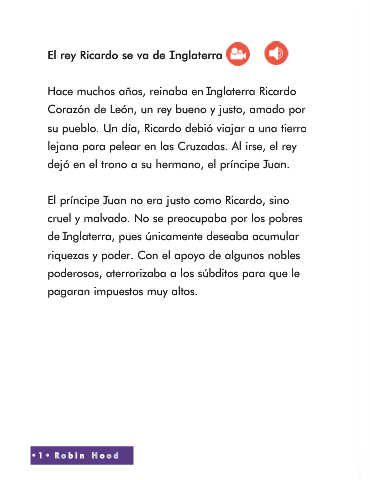 El rey Ricardo se va de Inglaterra
Hace muchos años, reinaba en Inglaterra Ricardo
Corazón de León, un rey bueno y justo, amado por
su pueblo. Un día, Ricardo debió viajar a una tierra
lejana para pelear en las Cruzadas. Al irse, el rey
dejó en el trono a su hermano, el príncipe Juan.
El príncipe Juan no era justo como Ricardo, sino
cruel y malvado. No se preocupaba por los pobres
de Inglaterra, pues únicamente deseaba acumular
riquezas y poder. Con el apoyo de algunos nobles
poderosos, aterrorizaba a los súbditos para que le
pagaran impuestos muy altos.
•1• Robin Hood